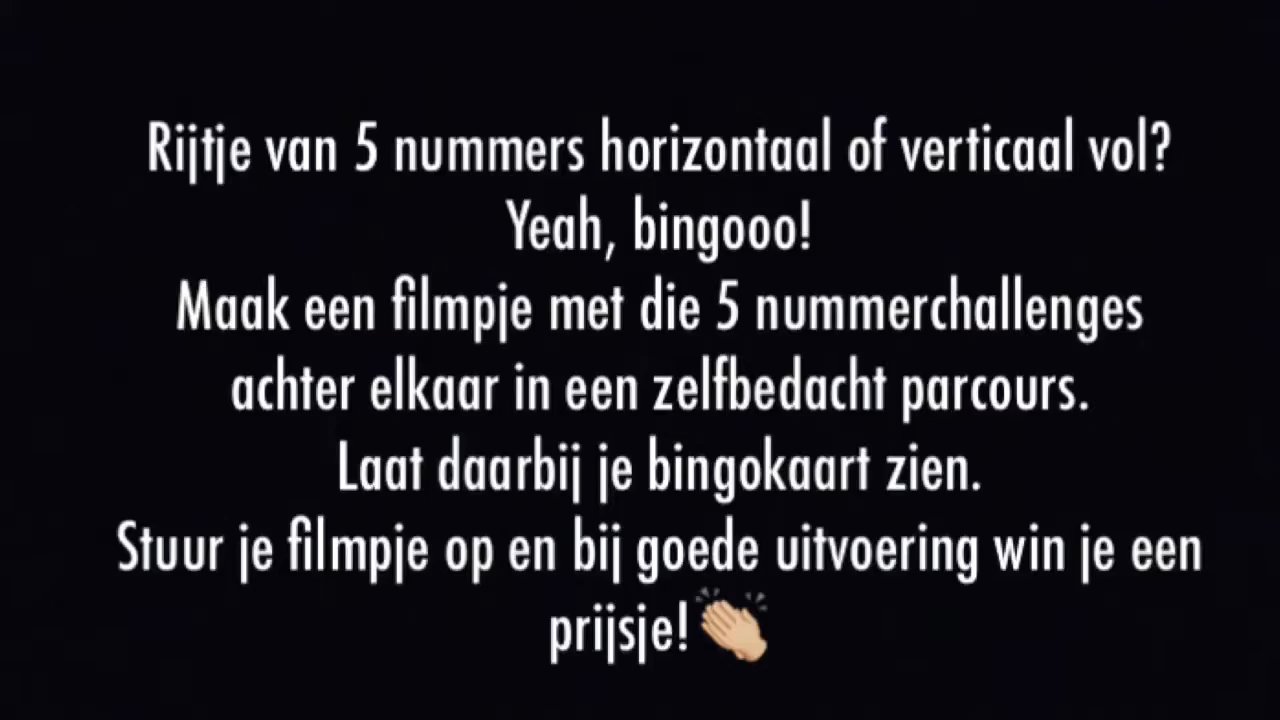 Rijtje van 5 nummers horizontaal of verticaal vol?
Yeah, bingooo!
Maak een filmpje met die 5 nummerchallenges
achter elkaar in een zelfbedacht parcours.
Laat daarbij je bingokaart zien.
Stuur je filmpje op en bij goede uitvoering win je een
prijsje!👏🏼